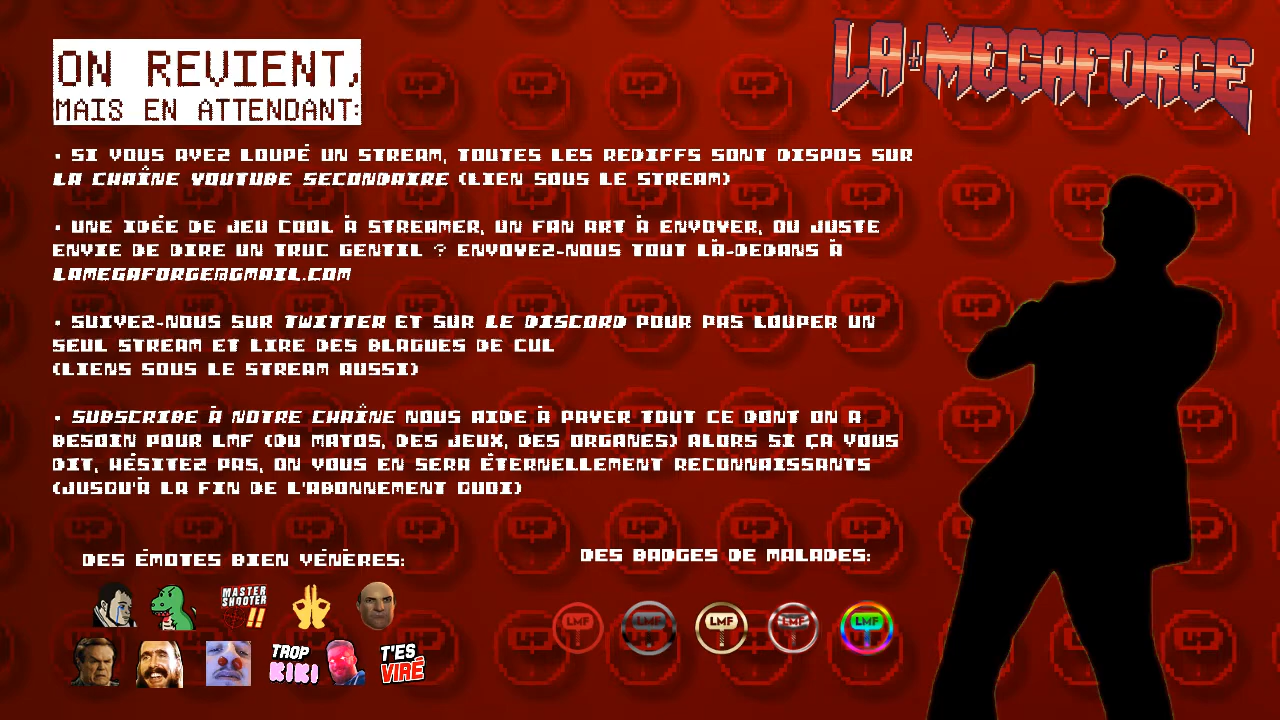 ON REVIENT,
MAIS EN ATTENDANT:
LA MEGAFORGE
• SI VOUS AVEZ LOUPÉ UN STREAM, TOUTES LES REDIFFS SONT DISPOS SUR
LA CHAÎNE YOUTUBE SECONDAIRE (LIEN SOUS LE STREAM)
• UNE IDÉE DE JEU COOL À STREAMER, UN FAN ART À ENVOYER, OU JUSTE
ENVIE DE DIRE UN TRUC GENTIL ? ENVOYEZ-NOUS TOUT LÀ-DEDANS À
LAMEGAFORGE@GMAIL.COM
• SUIVEZ-NOUS SUR TWITTER ET SUR LE DISCORD POUR PAS LOUPER UN
SEUL STREAM ET LIRE DES BLAGUES DE CUL
(LIENS SOUS LE STREAM AUSSI)
• SUBSCRIBE À NOTRE CHAÎNE NOUS AIDE À PAYER TOUT CE DONT ON A
BESOIN POUR LMF (DU MATOS, DES JEUX, DES ORGANES) ALORS SI ÇA VOUS
DIT, HÉSITEZ PAS, ON VOUS EN SERA ÉTERNELLEMENT RECONNAISSANTS
(JUSQU'À LA FIN DE L'ABONNEMENT QUOI)
DES ÉMOTES BIEN VÉNÈRES:
DES BADGES DE MALADES:
MASTER
SHOOTER
!!
LMF LMF LMF LMF LMF
TROP
KIKI
T'ES
VIRÉ